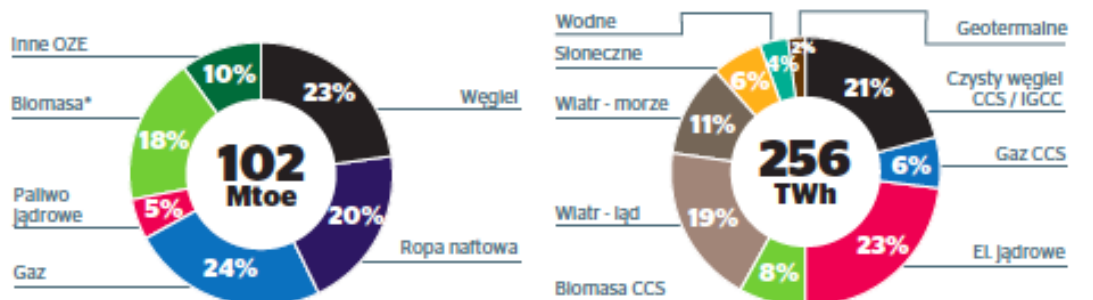 Inne OZE
Biomasa*
Paliwo
jądrowe
Gaz
10%
23%
18%
5%
20%
24%
102
Mtoe
Węgiel
Ropa naftowa
Wodne
Słoneczne
Wiatr - morze
Wiatr - ląd
Biomasa CCS
2%
4%
6%
21%
11%
6%
19%
23%
8%
256
TWh
Geotermalne
Czysty węgiel
CCS / IGCC
Gaz CCS
El. jądrowe